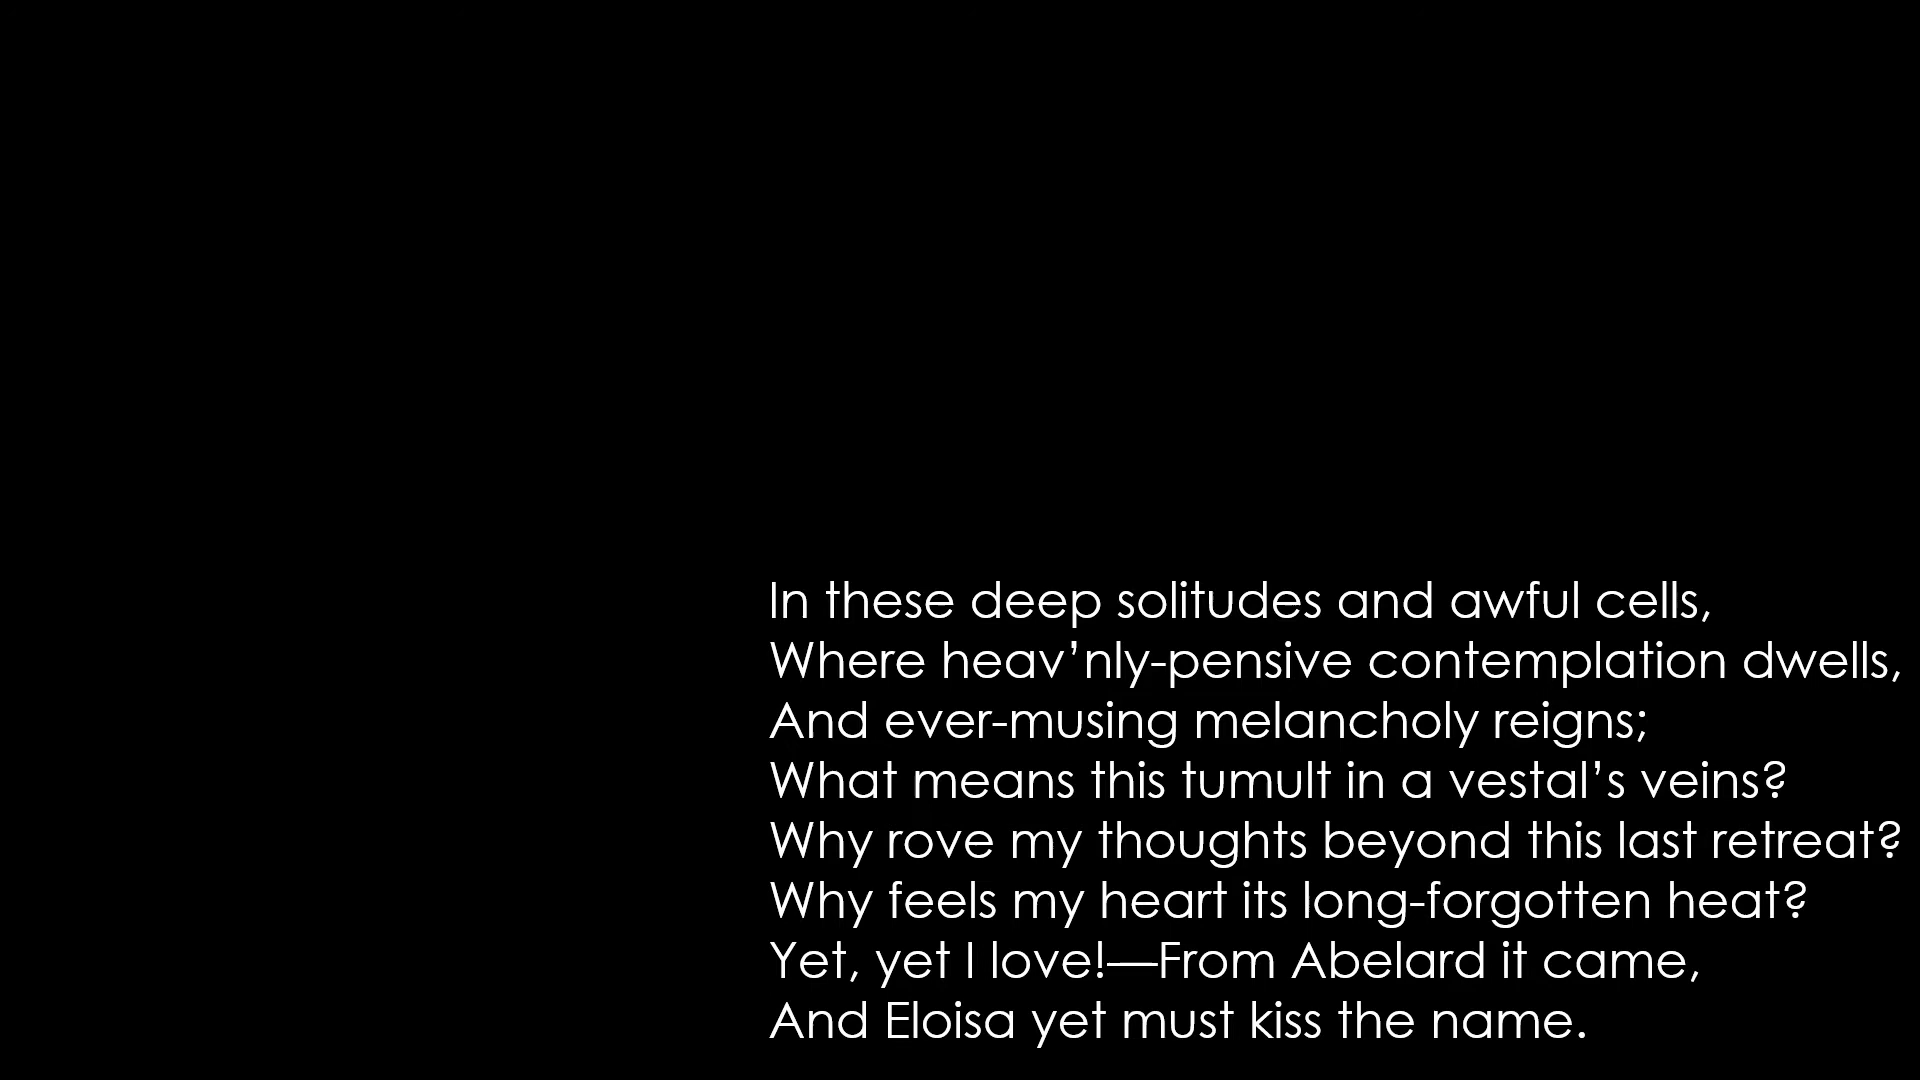 In these deep solitudes and awful cells,
Where heav’nly-pensive contemplation dwells,
And ever-musing melancholy reigns;
What means this tumult in a vestal’s veins?
Why rove my thoughts beyond this last retreat?
Why feels my heart its long-forgotten heat?
Yet, yet I love!—From Abelard it came,
And Eloisa yet must kiss the name.